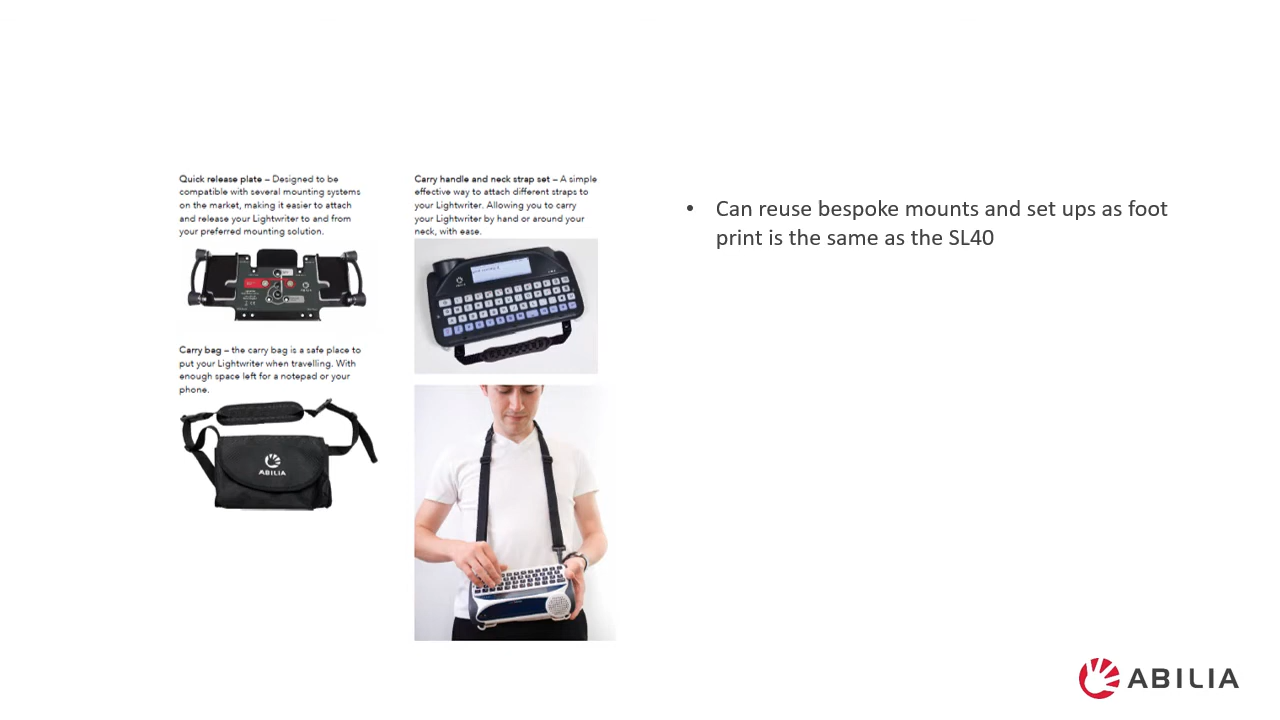 Quick release plate – Designed to be
compatible with several mounting systems
on the market, making it easier to attach
and release your Lightwriter to and from
your preferred mounting solution.
Carry bag – the carry bag is a safe place to
put your Lightwriter when travelling. With
enough space left for a notepad or your
phone.
ABILIA
Carry handle and neck strap set – A simple
effective way to attach different straps to
your Lightwriter. Allowing you to carry
your Lightwriter by hand or around your
neck, with ease.
• Can reuse bespoke mounts and set ups as foot
print is the same as the SL40
ABILIA